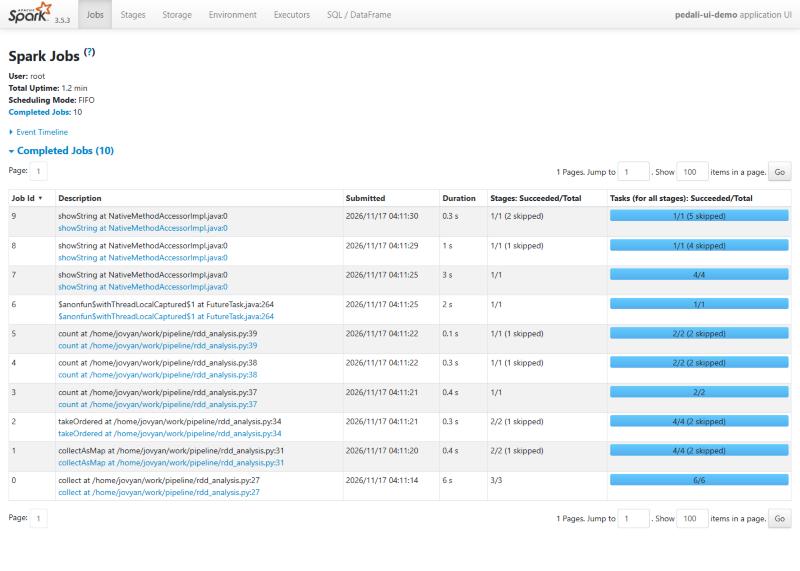 APACHE
Spark 3.5.3 Jobs Stages Storage Environment Executors SQL / DataFrame pedali-ui-demo application UI
Spark Jobs (?)
User: root
Total Uptime: 1.2 min
Scheduling Mode: FIFO
Completed Jobs: 10
Event Timeline
Completed Jobs (10)
Page: 1 1 Pages. Jump to 1 . Show 100 items in a page. Go
Job Id ▾ Description Submitted Duration Stages: Succeeded/Total Tasks (for all stages): Succeeded/Total
9 showString at NativeMethodAccessorImpl.java:0 2026/11/17 04:11:30 0.3 s 1/1 (2 skipped) 1/1 (5 skipped)
showString at NativeMethodAccessorImpl.java:0
8 showString at NativeMethodAccessorImpl.java:0 2026/11/17 04:11:29 1 s 1/1 (1 skipped) 1/1 (4 skipped)
showString at NativeMethodAccessorImpl.java:0
7 showString at NativeMethodAccessorImpl.java:0 2026/11/17 04:11:25 3 s 1/1 4/4
showString at NativeMethodAccessorImpl.java:0
6 $anonfun$withThreadLocalCaptured$1 at FutureTask.java:264 2026/11/17 04:11:25 2 s 1/1 1/1
$anonfun$withThreadLocalCaptured$1 at FutureTask.java:264
5 count at /home/jovyan/work/pipeline/rdd_analysis.py:39 2026/11/17 04:11:22 0.1 s 1/1 (1 skipped) 2/2 (2 skipped)
count at /home/jovyan/work/pipeline/rdd_analysis.py:39
4 count at /home/jovyan/work/pipeline/rdd_analysis.py:38 2026/11/17 04:11:22 0.3 s 1/1 (1 skipped) 2/2 (2 skipped)
count at /home/jovyan/work/pipeline/rdd_analysis.py:38
3 count at /home/jovyan/work/pipeline/rdd_analysis.py:37 2026/11/17 04:11:21 0.4 s 1/1 2/2
count at /home/jovyan/work/pipeline/rdd_analysis.py:37
2 takeOrdered at /home/jovyan/work/pipeline/rdd_analysis.py:34 2026/11/17 04:11:21 0.3 s 2/2 (1 skipped) 4/4 (2 skipped)
takeOrdered at /home/jovyan/work/pipeline/rdd_analysis.py:34
1 collectAsMap at /home/jovyan/work/pipeline/rdd_analysis.py:31 2026/11/17 04:11:20 0.4 s 2/2 (1 skipped) 4/4 (2 skipped)
collectAsMap at /home/jovyan/work/pipeline/rdd_analysis.py:31
0 collect at /home/jovyan/work/pipeline/rdd_analysis.py:27 2026/11/17 04:11:14 6 s 3/3 6/6
collect at /home/jovyan/work/pipeline/rdd_analysis.py:27
Page: 1 1 Pages. Jump to 1 . Show 100 items in a page. Go